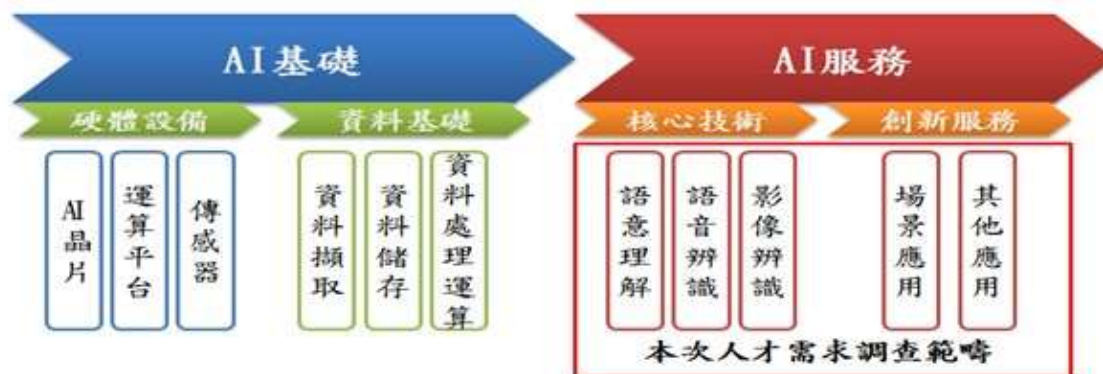 AI基礎
AI服務
硬體設備
資料基礎
核心技術
創新服務
AI晶片
運算平台
傳感器
資料擷取
資料儲存
資料處理運算
語意理解
語音辨識
影像辨識
場景應用
其他應用
本次人才需求調查範疇